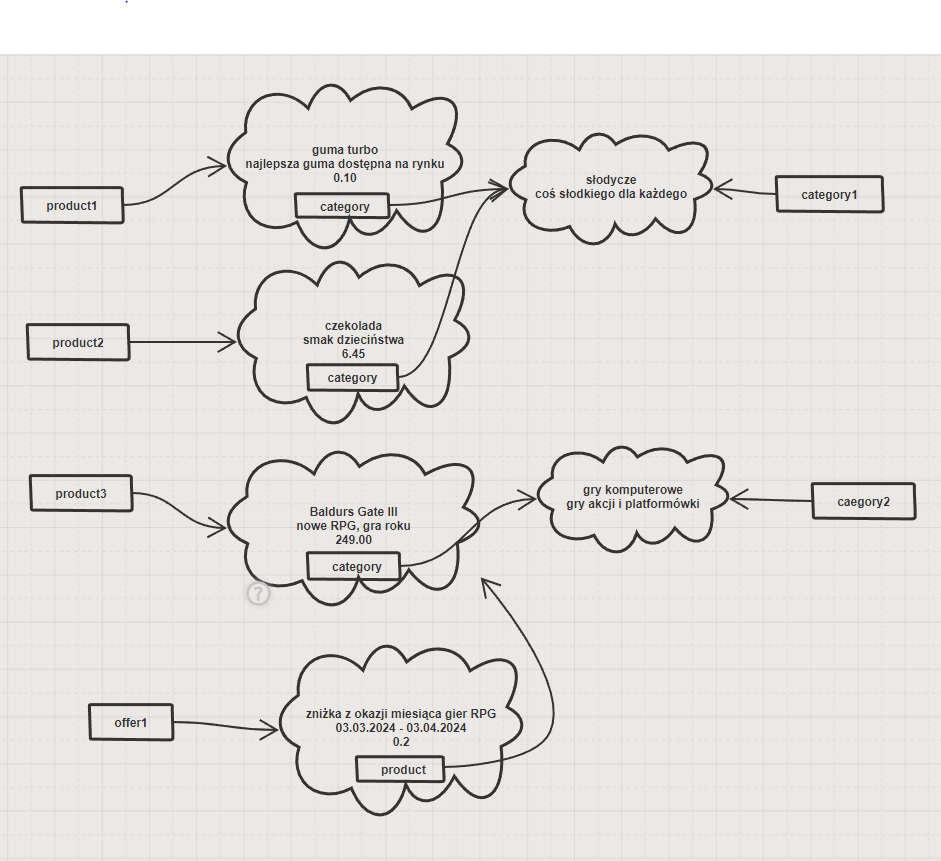 guma turbo
najlepsza guma dostępna na rynku
0.10
category
product1
słodycze
coś słodkiego dla każdego
category1
czekolada
smak dzieciństwa
6.45
category
product2
Baldurs Gate III
nowe RPG, gra roku
249.00
category
product3
gry komputerowe
gry akcji i platformówki
caegory2
?
zniżka z okazji miesiąca gier RPG
03.03.2024 - 03.04.2024
0.2
product
offer1